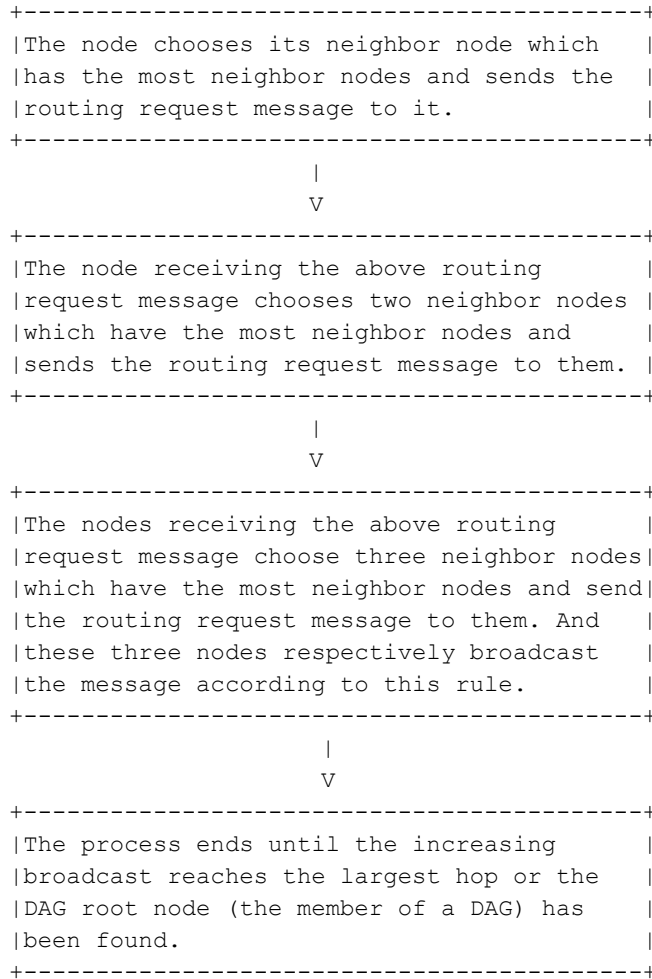 +-------------------------------------------+
|The node chooses its neighbor node which   |
|has the most neighbor nodes and sends the  |
|routing request message to it.             |
+-------------------------------------------+
|
V
+-------------------------------------------+
|The node receiving the above routing       |
|request message chooses two neighbor nodes |
|which have the most neighbor nodes and     |
|sends the routing request message to them. |
+-------------------------------------------+
|
V
+-------------------------------------------+
|The nodes receiving the above routing      |
|request message choose three neighbor nodes|
|which have the most neighbor nodes and send|
|the routing request message to them. And   |
|these three nodes respectively broadcast   |
|the message according to this rule.        |
+-------------------------------------------+
|
V
+-------------------------------------------+
|The process ends until the increasing      |
|broadcast reaches the largest hop or the   |
|DAG root node (the member of a DAG) has    |
|been found.                                |
+-------------------------------------------+